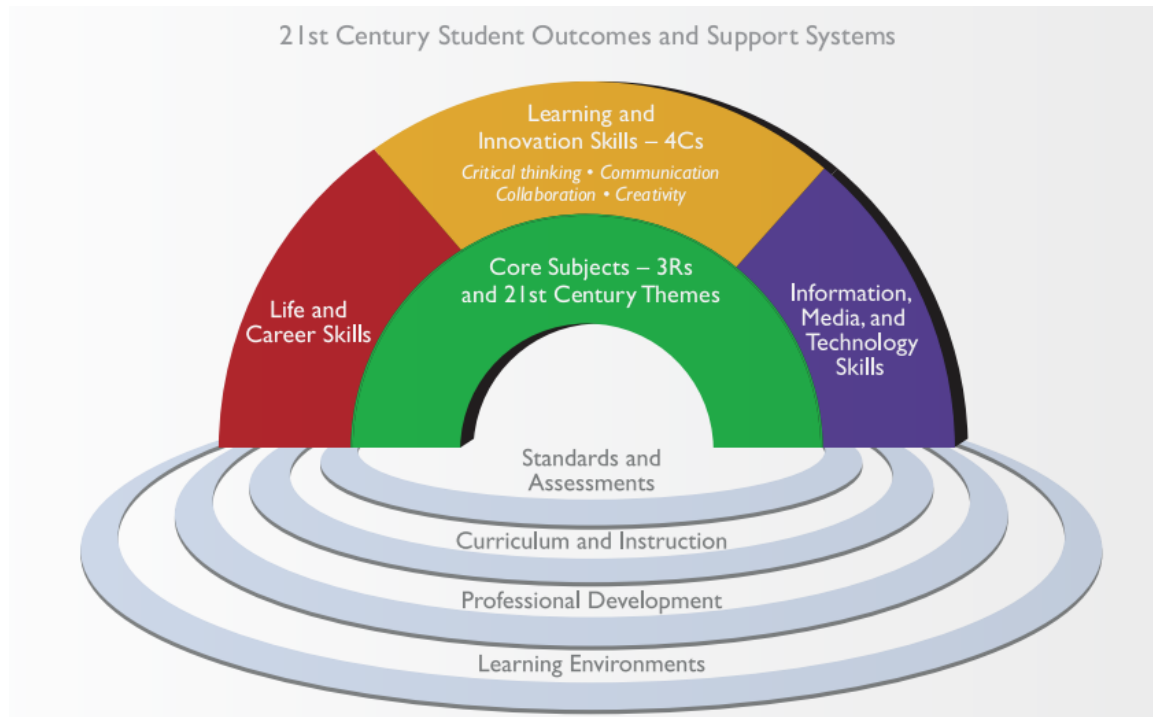 21st Century Student Outcomes and Support Systems
Learning and
Innovation Skills – 4Cs
Critical thinking • Communication
Collaboration • Creativity
Core Subjects – 3Rs
and 21st Century Themes
Life and
Career Skills
Information,
Media, and
Technology
Skills
Standards and
Assessments
Curriculum and Instruction
Professional Development
Learning Environments